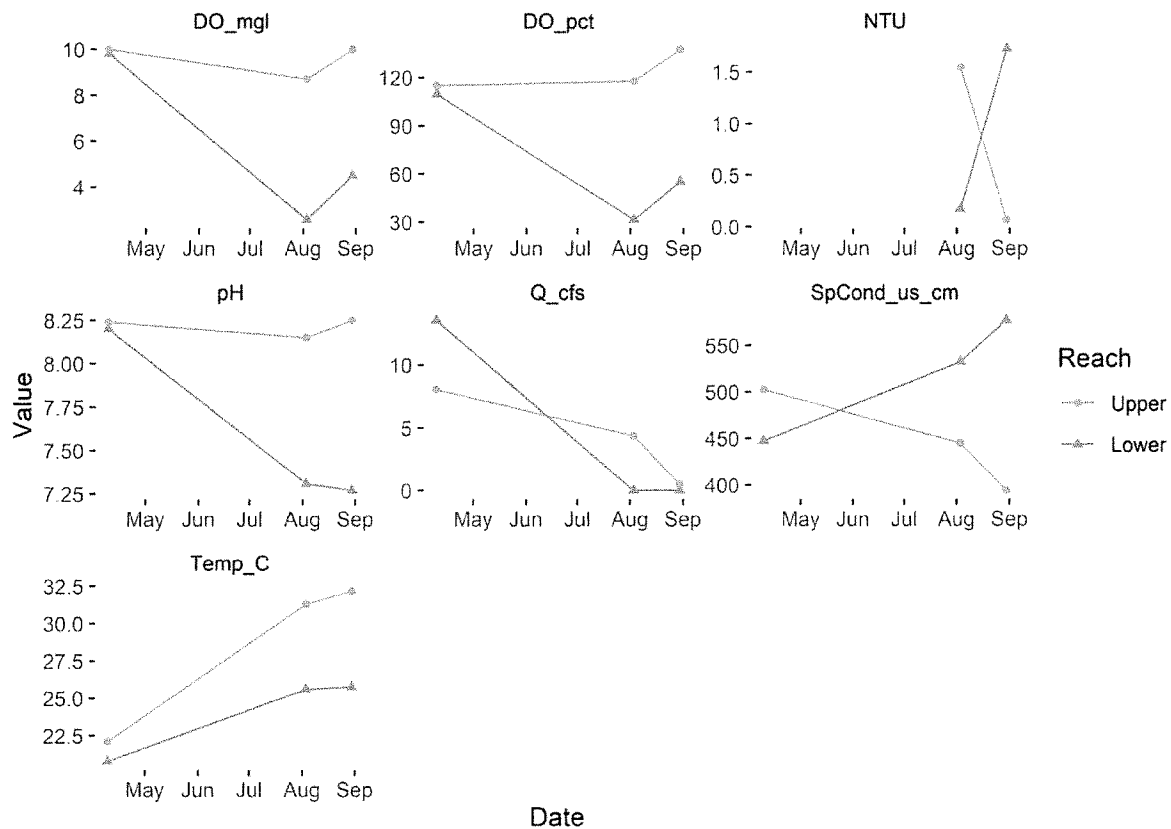 DO_mgl
DO_pct
NTU
10
8
6
4
120
90
60
30
1.5
1.0
0.5
0.0
May Jun Jul Aug Sep
May Jun Jul Aug Sep
May Jun Jul Aug Sep
pH
Q_cfs
SpCond_us_cm
Value
8.25
8.00
7.75
7.50
7.25
10
5
0
550
500
450
400
Reach
Upper
Lower
May Jun Jul Aug Sep
May Jun Jul Aug Sep
May Jun Jul Aug Sep
Temp_C
32.5
30.0
27.5
25.0
22.5
May Jun Jul Aug Sep
Date